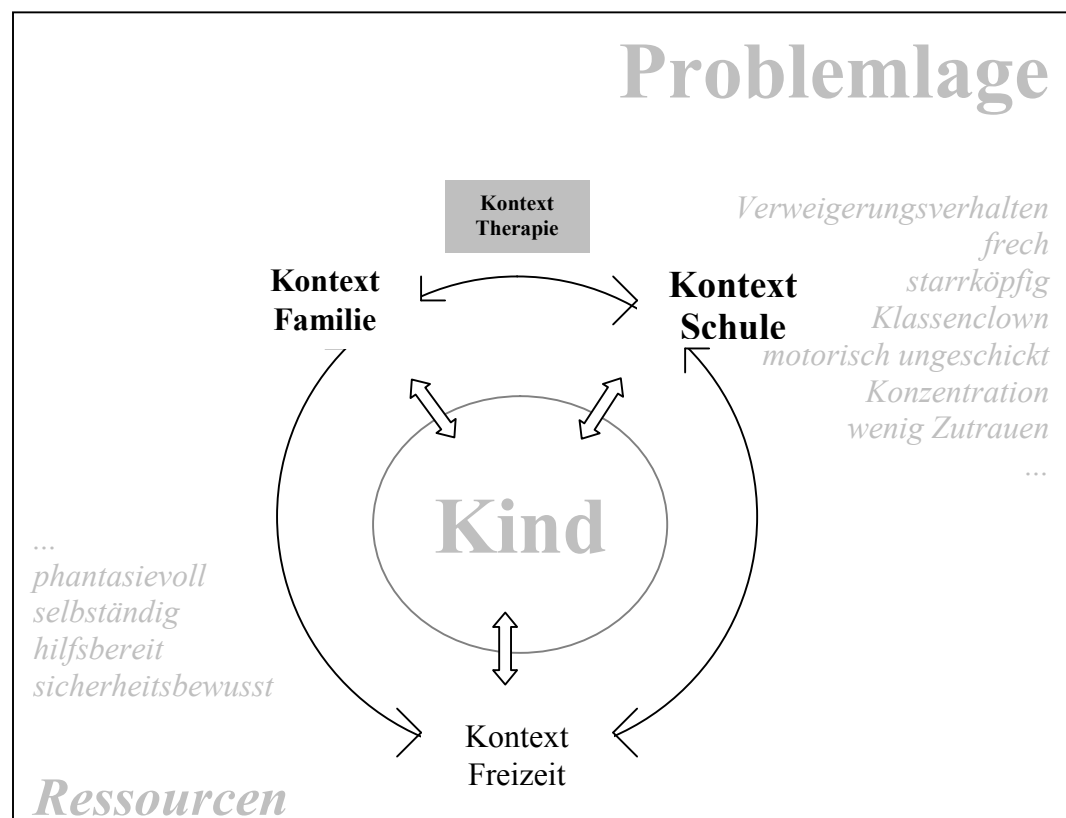 Problemlage
Kontext
Therapie
Kontext
Familie
Kontext
Schule
Verweigerungsverhalten
frech
starrköpfig
Klassenclown
motorisch ungeschickt
Konzentration
wenig Zutrauen
...
Kind
...
phantasievoll
selbständig
hilfsbereit
sicherheitsbewusst
Kontext
Freizeit
Ressourcen